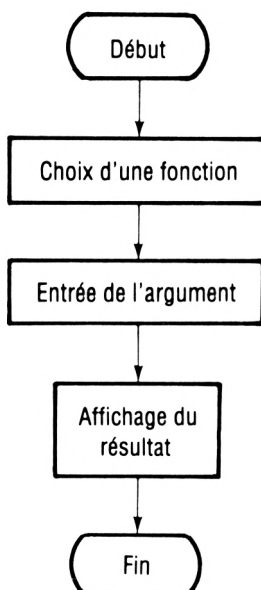 Début
Choix d'une fonction
Entrée de l'argument
Affichage du
résultat
Fin